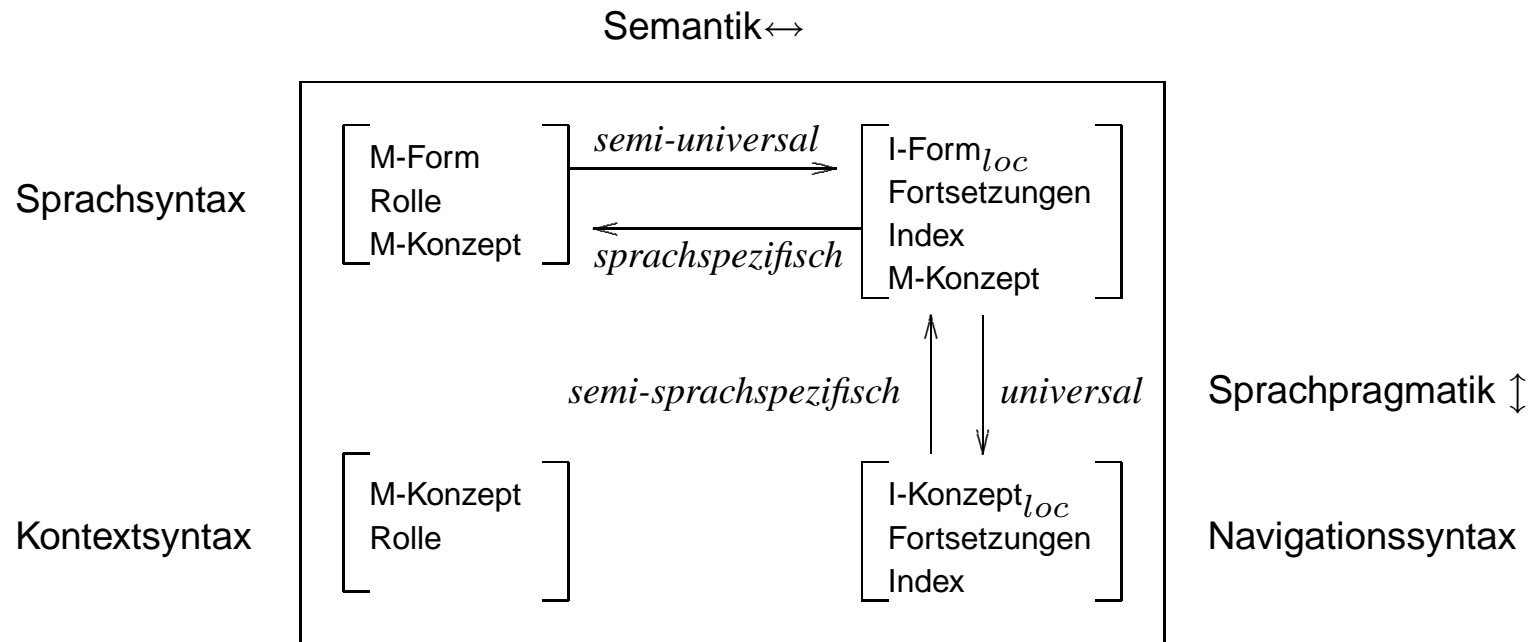 Semantik↔
Sprachsyntax
M-Form
Rolle
M-Konzept
semi-universal
sprachspezifisch
I-Form_loc
Fortsetzungen
Index
M-Konzept
semi-sprachspezifisch
universal
Sprachpragmatik ↕
Kontextsyntax
M-Konzept
Rolle
I-Konzept_loc
Fortsetzungen
Index
Navigationssyntax